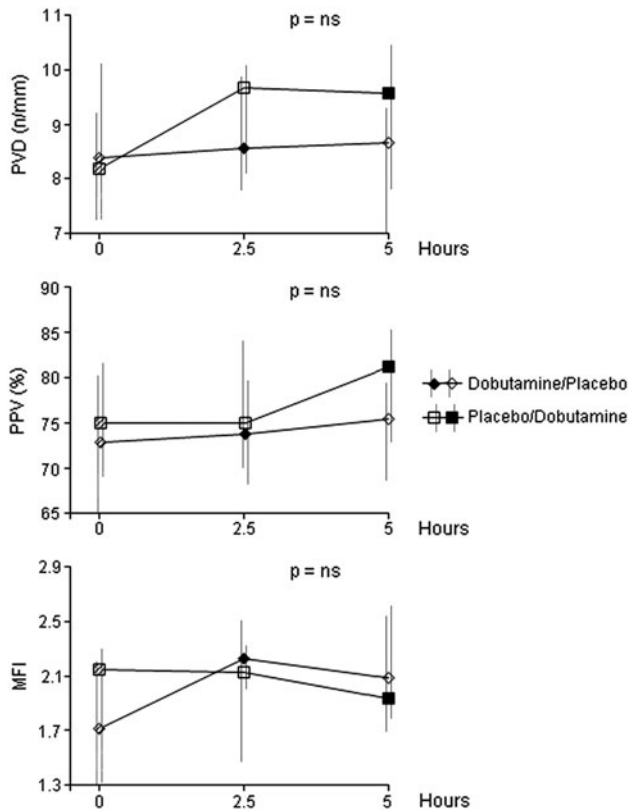 11
p = ns
10
9
8
7
PVD (n/mm)
0 2.5 5 Hours
90
p = ns
85
80
75
70
65
PPV (%)
Dobutamine/Placebo
Placebo/Dobutamine
0 2.5 5 Hours
2.9
p = ns
2.5
2.1
1.7
1.3
MFI
0 2.5 5 Hours